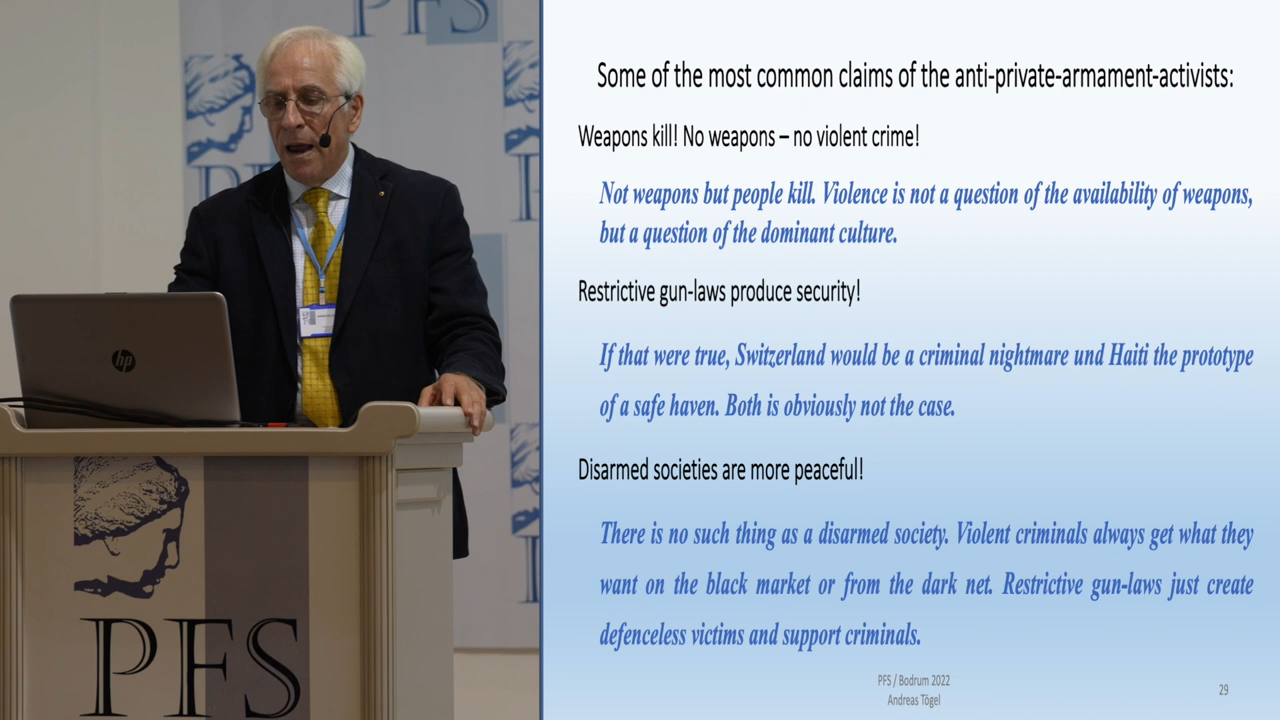 PFS
PF
hp
PFS
Some of the most common claims of the anti-private-armament-activists:
Weapons kill! No weapons – no violent crime!
Not weapons but people kill. Violence is not a question of the availability of weapons,
but a question of the dominant culture.
Restrictive gun-laws produce security!
If that were true, Switzerland would be a criminal nightmare und Haiti the prototype
of a safe haven. Both is obviously not the case.
Disarmed societies are more peaceful!
There is no such thing as a disarmed society. Violent criminals always get what they
want on the black market or from the dark net. Restrictive gun-laws just create
defenceless victims and support criminals.
PFS / Bodrum 2022
Andreas Tögel
29